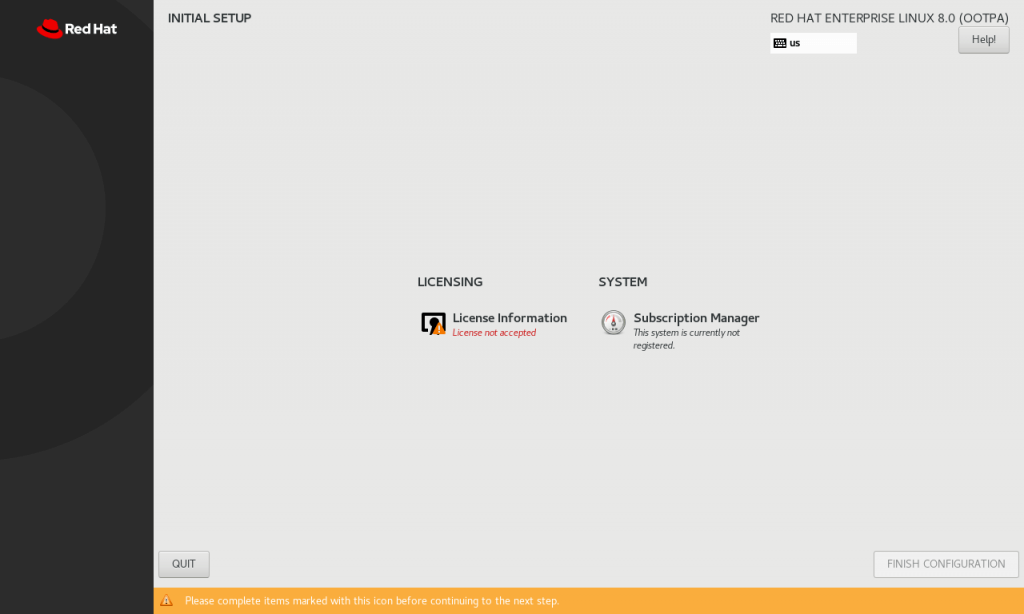 Red Hat
INITIAL SETUP
RED HAT ENTERPRISE LINUX 8.0 (OOTPA)
us
Help!
LICENSING
License Information
License not accepted
SYSTEM
Subscription Manager
This system is currently not
registered.
QUIT
FINISH CONFIGURATION
Please complete items marked with this icon before continuing to the next step.